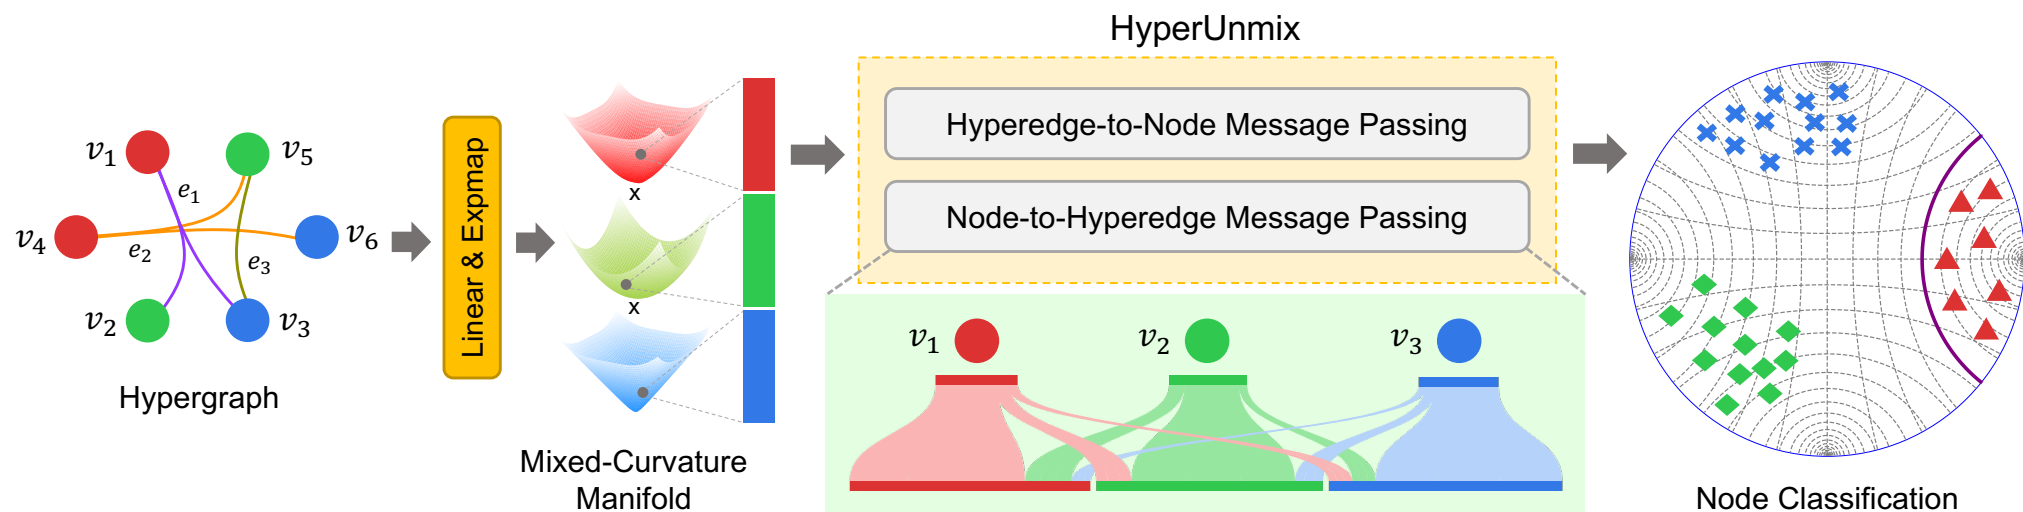 HyperUnmix
Hyperedge-to-Node Message Passing
Node-to-Hyperedge Message Passing
v1
v5
e1
v4
v6
e2
e3
v2
v3
Hypergraph
Linear & Expmap
x
x
Mixed-Curvature
Manifold
v1
v2
v3
Node Classification